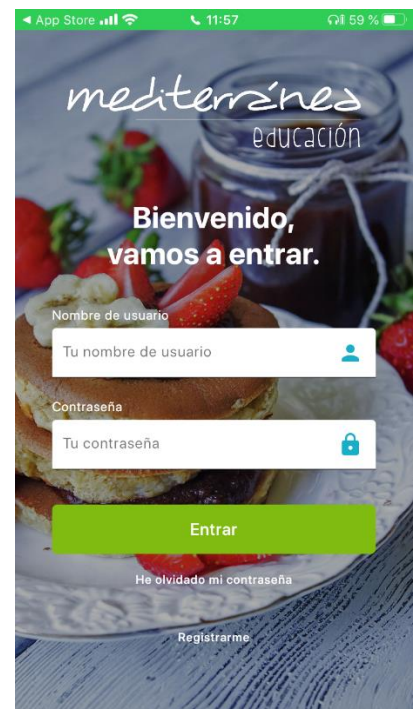 App Store 11:57 59 %
mediterránea
educación
Bienvenido,
vamos a entrar.
Nombre de usuario
Tu nombre de usuario
Contraseña
Tu contraseña
Entrar
He olvidado mi contraseña
Registrarme